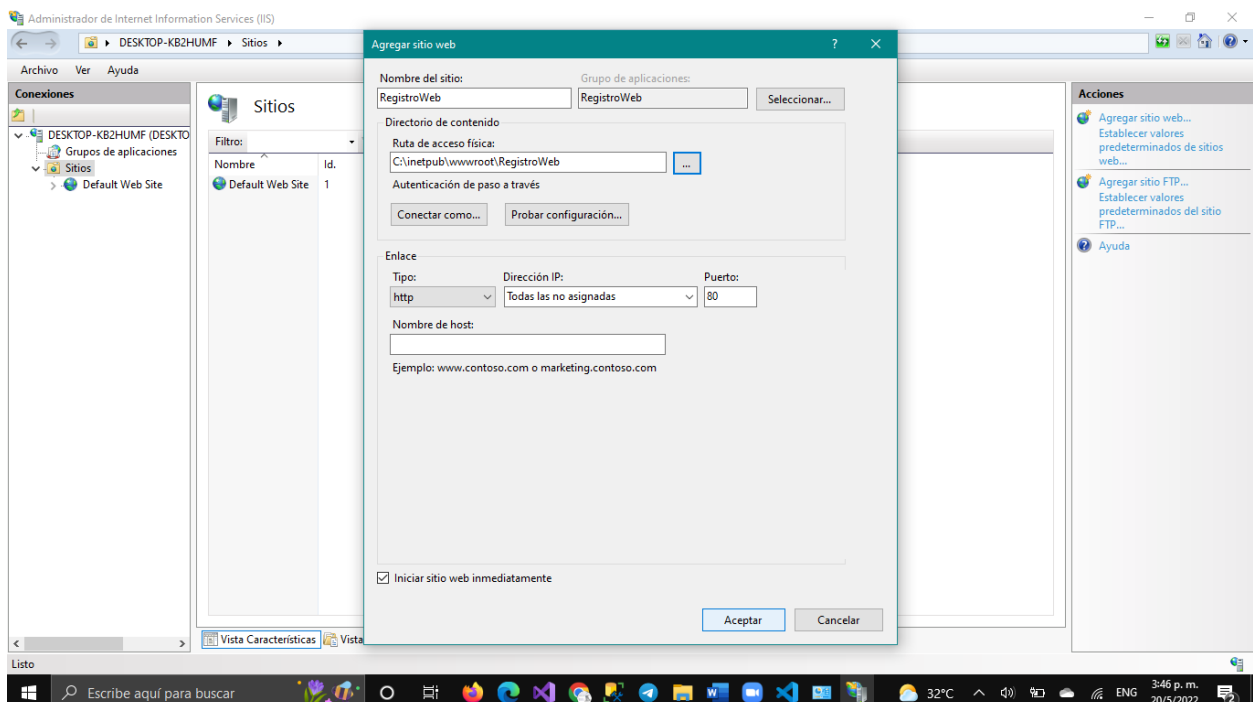 Administrador de Internet Information Services (IIS)
DESKTOP-KB2HUMF
Sitios
Archivo Ver Ayuda
Conexiones
DESKTOP-KB2HUMF (DESKTO
Grupos de aplicaciones
Sitios
Default Web Site
Sitios
Filtro:
Nombre Id.
Default Web Site 1
Vista Características
Vista
Agregar sitio web
?
Nombre del sitio: Grupo de aplicaciones:
RegistroWeb RegistroWeb Seleccionar...
Directorio de contenido
Ruta de acceso física:
C:\inetpub\wwwroot\RegistroWeb ...
Autenticación de paso a través
Conectar como... Probar configuración...
Enlace
Tipo: Dirección IP: Puerto:
http Todas las no asignadas 80
Nombre de host:
Ejemplo: www.contoso.com o marketing.contoso.com
Iniciar sitio web inmediatamente
Aceptar Cancelar
Acciones
Agregar sitio web...
Establecer valores
predeterminados de sitios
web...
Agregar sitio FTP...
Establecer valores
predeterminados del sitio
FTP...
Ayuda
Listo
Escribe aquí para buscar
32°C
ENG
3:46 p. m.
20/5/2022